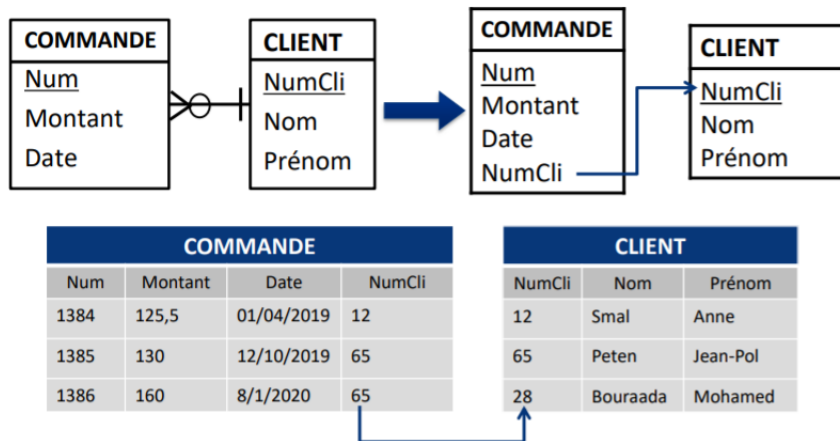 COMMANDE
Num
Montant
Date
CLIENT
NumCli
Nom
Prénom
COMMANDE
Num
Montant
Date
NumCli
CLIENT
NumCli
Nom
Prénom
COMMANDE
Num Montant Date NumCli
1384 125,5 01/04/2019 12
1385 130 12/10/2019 65
1386 160 8/1/2020 65
CLIENT
NumCli Nom Prénom
12 Smal Anne
65 Peten Jean-Pol
28 Bouraada Mohamed